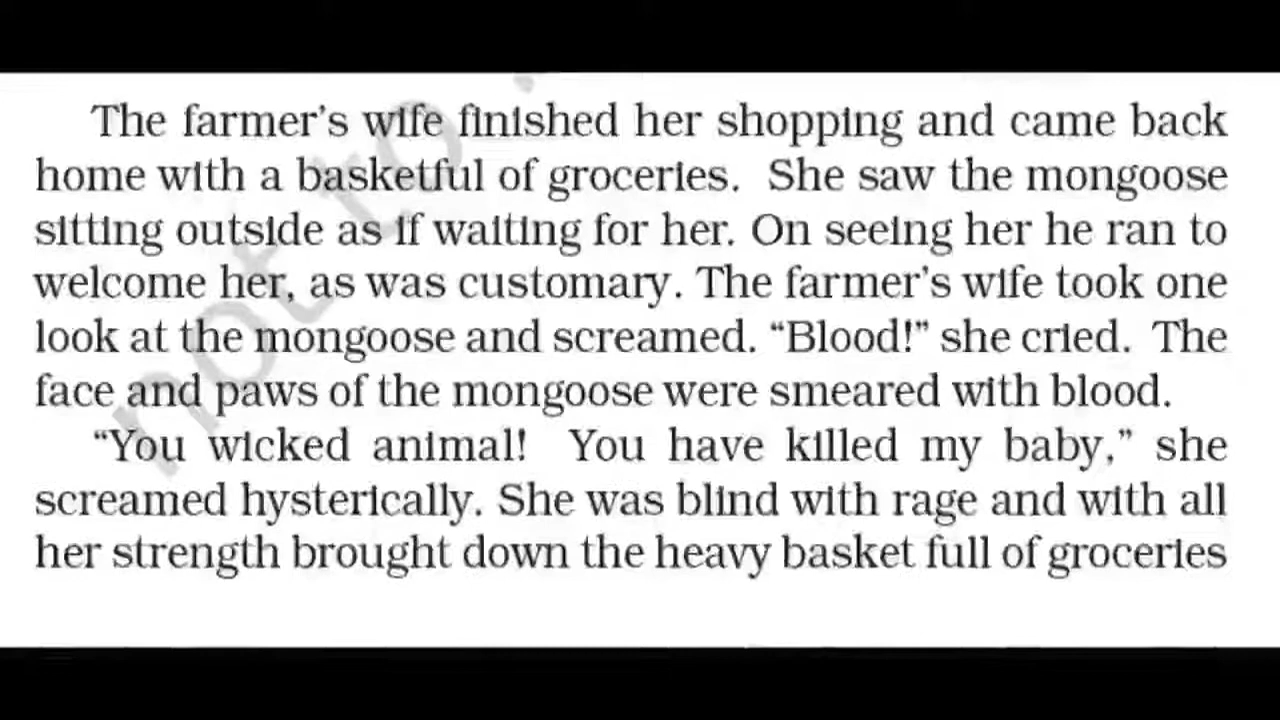 not to
The farmer's wife finished her shopping and came back
home with a basketful of groceries.  She saw the mongoose
sitting outside as if waiting for her. On seeing her he ran to
welcome her, as was customary. The farmer's wife took one
look at the mongoose and screamed. “Blood!” she cried.  The
face and paws of the mongoose were smeared with blood.
“You wicked animal!  You have killed my baby,” she
screamed hysterically. She was blind with rage and with all
her strength brought down the heavy basket full of groceries